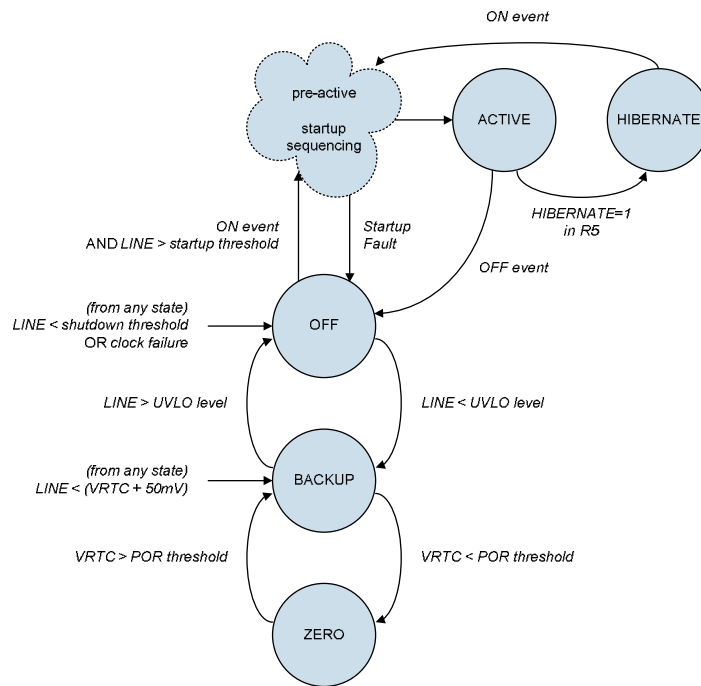 ON event
pre-active
startup
sequencing
ACTIVE
HIBERNATE
HIBERNATE=1
in R5
ON event
AND LINE > startup threshold
Startup
Fault
OFF event
(from any state)
LINE < shutdown threshold
OR clock failure
OFF
LINE > UVLO level
LINE < UVLO level
(from any state)
LINE < (VRTC + 50mV)
BACKUP
VRTC > POR threshold
VRTC < POR threshold
ZERO